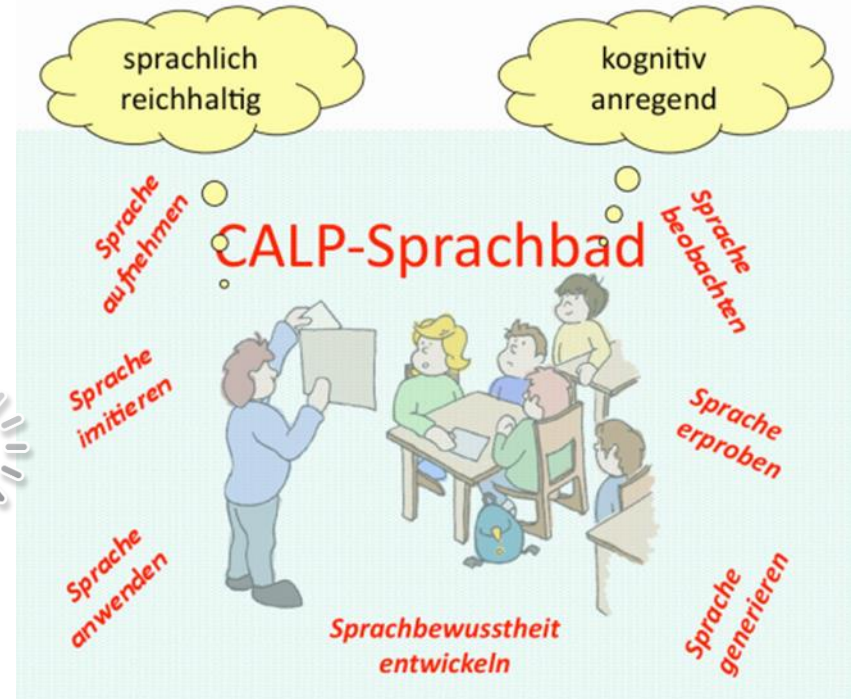 sprachlich
reichhaltig
kognitiv
anregend
CALP-Sprachbad
Sprache
aufnehmen
Sprache
beobachten
Sprache
imitieren
Sprache
erproben
Sprache
anwenden
Sprache
generieren
Sprachbewusstheit
entwickeln